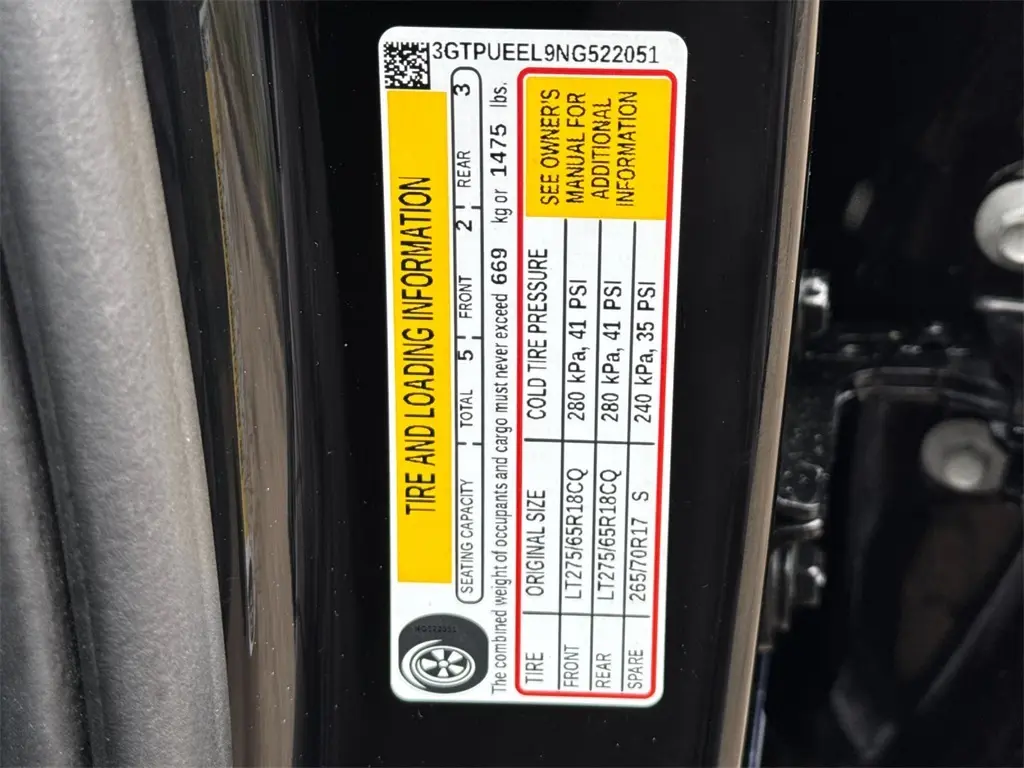 3GTPUEEL9NG522051
TIRE AND LOADING INFORMATION
SEATING CAPACITY TOTAL 5 FRONT 2 REAR 3
The combined weight of occupants and cargo must never exceed 669 kg or 1475 lbs.
TIRE ORIGINAL SIZE COLD TIRE PRESSURE
FRONT LT275/65R18CQ 280 kPa, 41 PSI
REAR LT275/65R18CQ 280 kPa, 41 PSI
SPARE 265/70R17 S 240 kPa, 35 PSI
SEE OWNER'S
MANUAL FOR
ADDITIONAL
INFORMATION